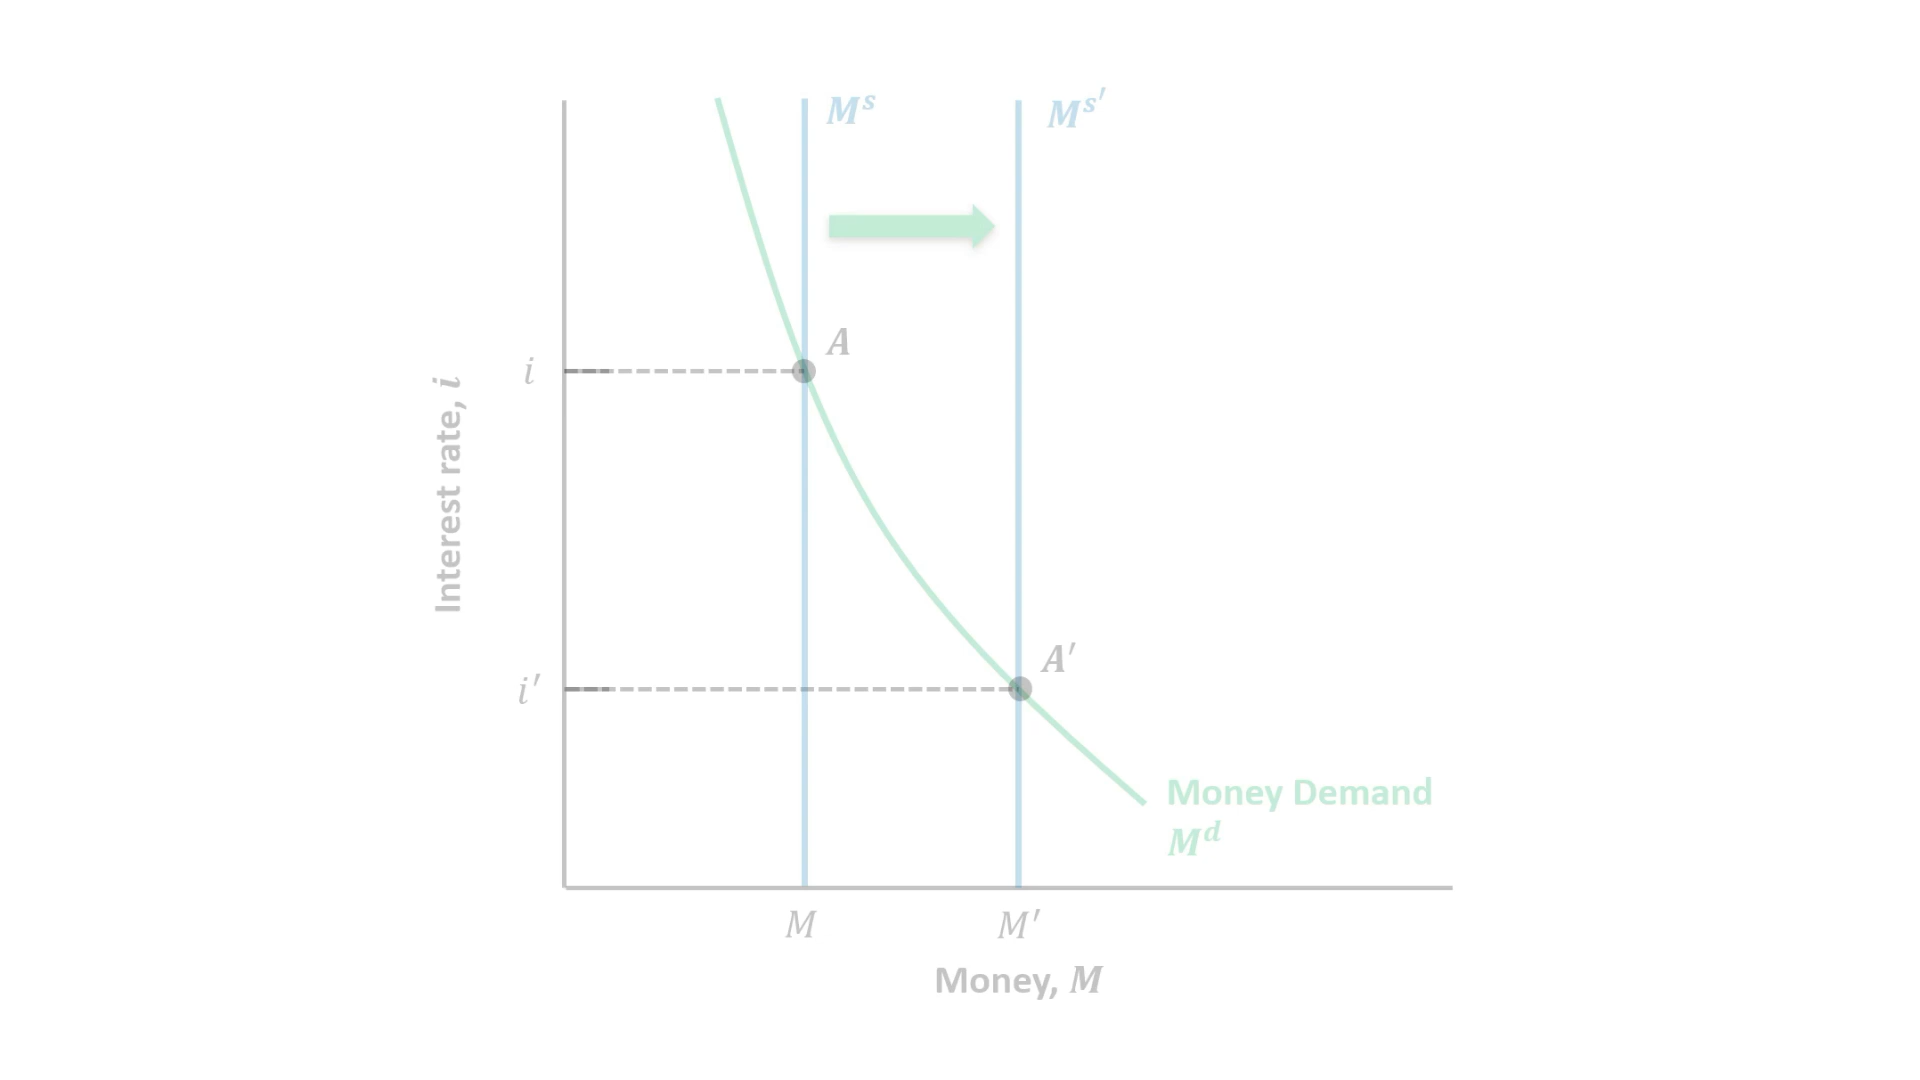 Mˢ
Mˢ′
A
i
Interest rate, i
A′
i′
Money Demand
Mᵈ
M
M′
Money, M